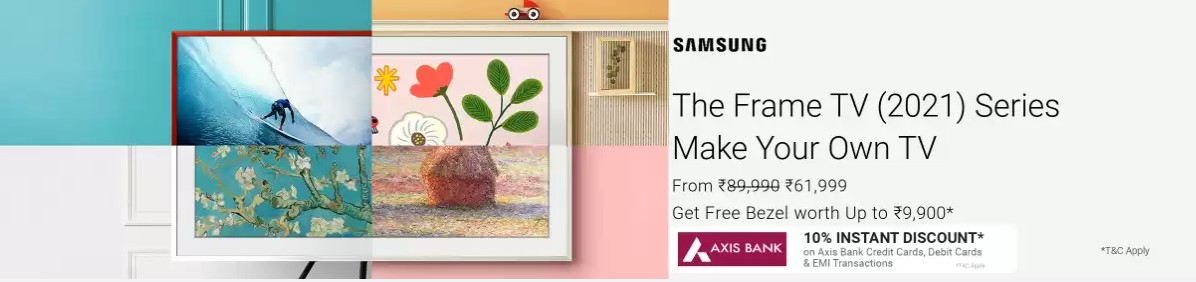 SAMSUNG
The Frame TV (2021) Series
Make Your Own TV
From ₹89,990 ₹61,999
Get Free Bezel worth Up to ₹9,900*
AXIS BANK
10% INSTANT DISCOUNT*
on Axis Bank Credit Cards, Debit Cards
& EMI Transactions
*T&C Apply
*T&C Apply